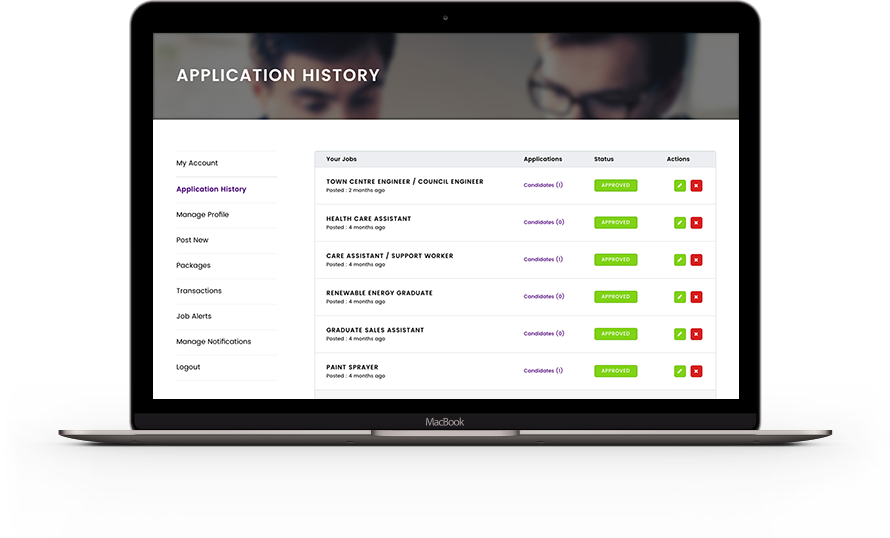 APPLICATION HISTORY
My Account
Application History
Manage Profile
Post New
Packages
Transactions
Job Alerts
Manage Notifications
Logout
Your Jobs Applications Status Actions
TOWN CENTRE ENGINEER / COUNCIL ENGINEER Candidates (1) APPROVED
Posted : 2 months ago
HEALTH CARE ASSISTANT Candidates (0) APPROVED
Posted : 4 months ago
CARE ASSISTANT / SUPPORT WORKER Candidates (1) APPROVED
Posted : 4 months ago
RENEWABLE ENERGY GRADUATE Candidates (0) APPROVED
Posted : 4 months ago
GRADUATE SALES ASSISTANT Candidates (0) APPROVED
Posted : 4 months ago
PAINT SPRAYER Candidates (1) APPROVED
Posted : 4 months ago
MacBook